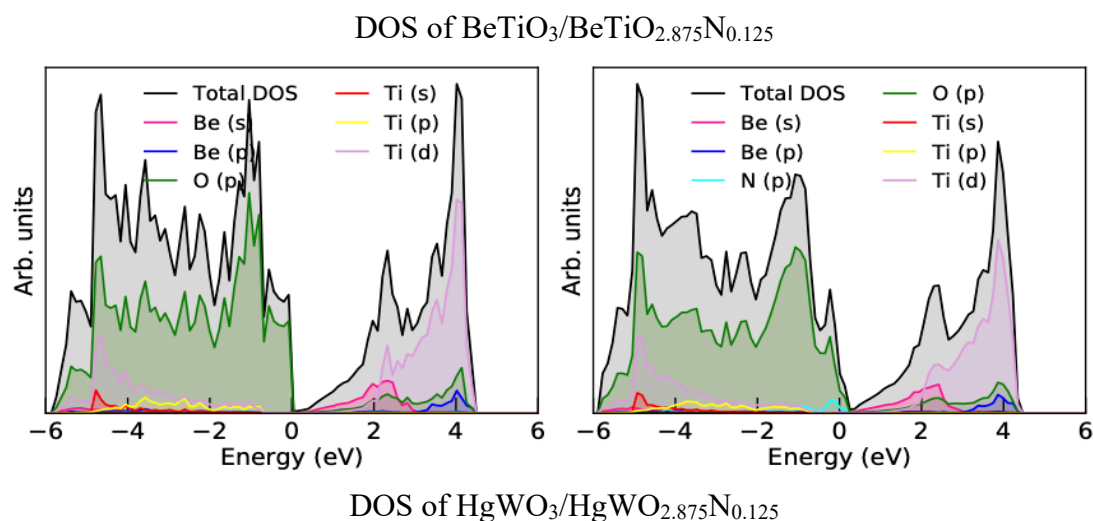 DOS of BeTiO₃/BeTiO₂.₈₇₅N₀.₁₂₅
Total DOS
Be (s)
Be (p)
O (p)
Ti (s)
Ti (p)
Ti (d)
Arb. units
−6 −4 −2 0 2 4 6
Energy (eV)
Total DOS
Be (s)
Be (p)
N (p)
O (p)
Ti (s)
Ti (p)
Ti (d)
Arb. units
−6 −4 −2 0 2 4 6
Energy (eV)
DOS of HgWO₃/HgWO₂.₈₇₅N₀.₁₂₅